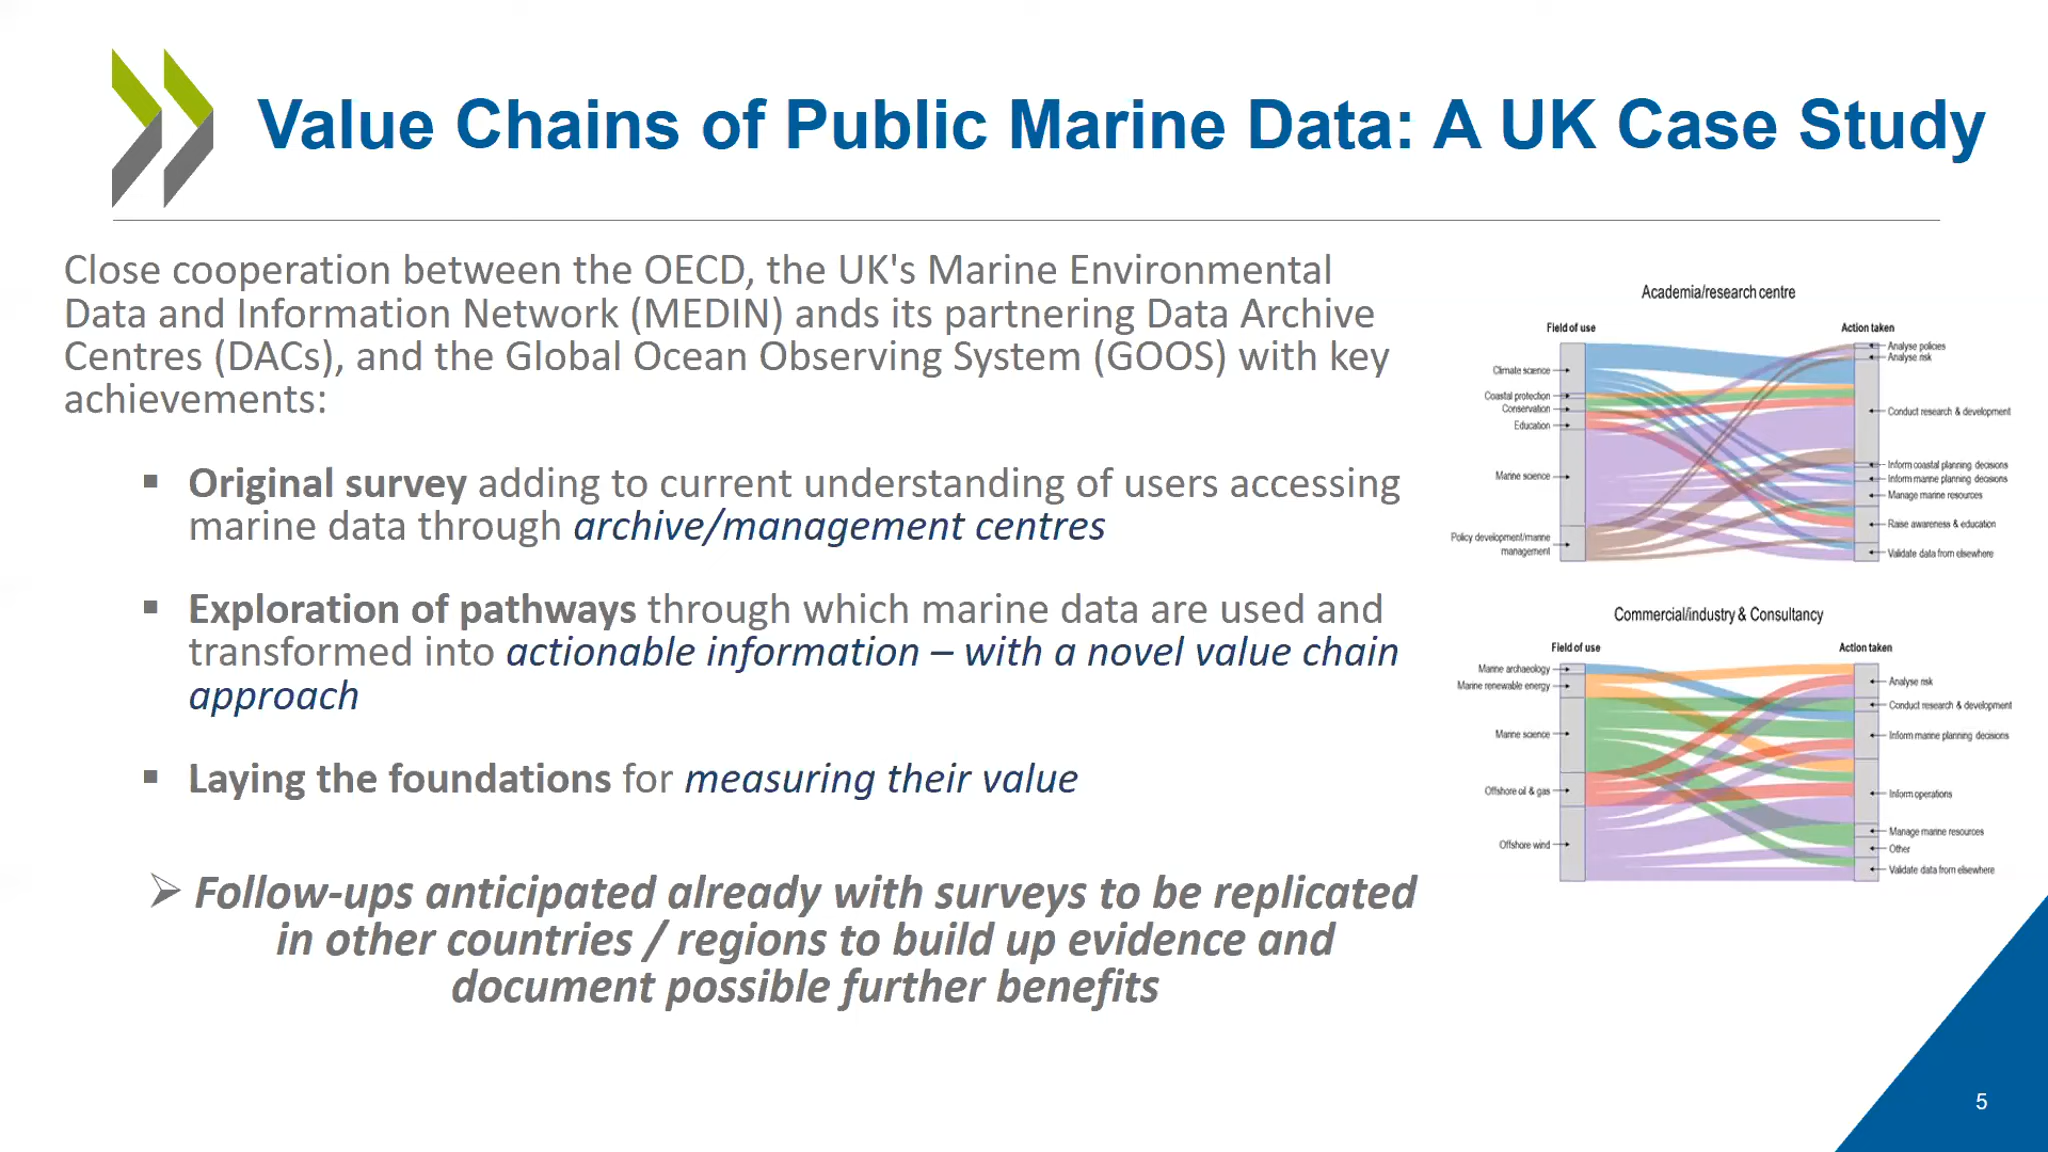 Value Chains of Public Marine Data: A UK Case Study
Close cooperation between the OECD, the UK's Marine Environmental
Data and Information Network (MEDIN) ands its partnering Data Archive
Centres (DACs), and the Global Ocean Observing System (GOOS) with key
achievements:
▪ Original survey adding to current understanding of users accessing
marine data through archive/management centres
▪ Exploration of pathways through which marine data are used and
transformed into actionable information – with a novel value chain
approach
▪ Laying the foundations for measuring their value
➢ Follow-ups anticipated already with surveys to be replicated
in other countries / regions to build up evidence and
document possible further benefits
Academia/research centre
Field of use
Action taken
Climate science
Coastal protection
Conservation
Education
Marine science
Policy development/marine
management
Analyse policies
Analyse risk
Conduct research & development
Inform coastal planning decisions
Inform marine planning decisions
Manage marine resources
Raise awareness & education
Validate data from elsewhere
Commercial/industry & Consultancy
Field of use
Action taken
Marine archaeology
Marine renewable energy
Marine science
Offshore oil & gas
Offshore wind
Analyse risk
Conduct research & development
Inform marine planning decisions
Inform operations
Manage marine resources
Other
Validate data from elsewhere
5